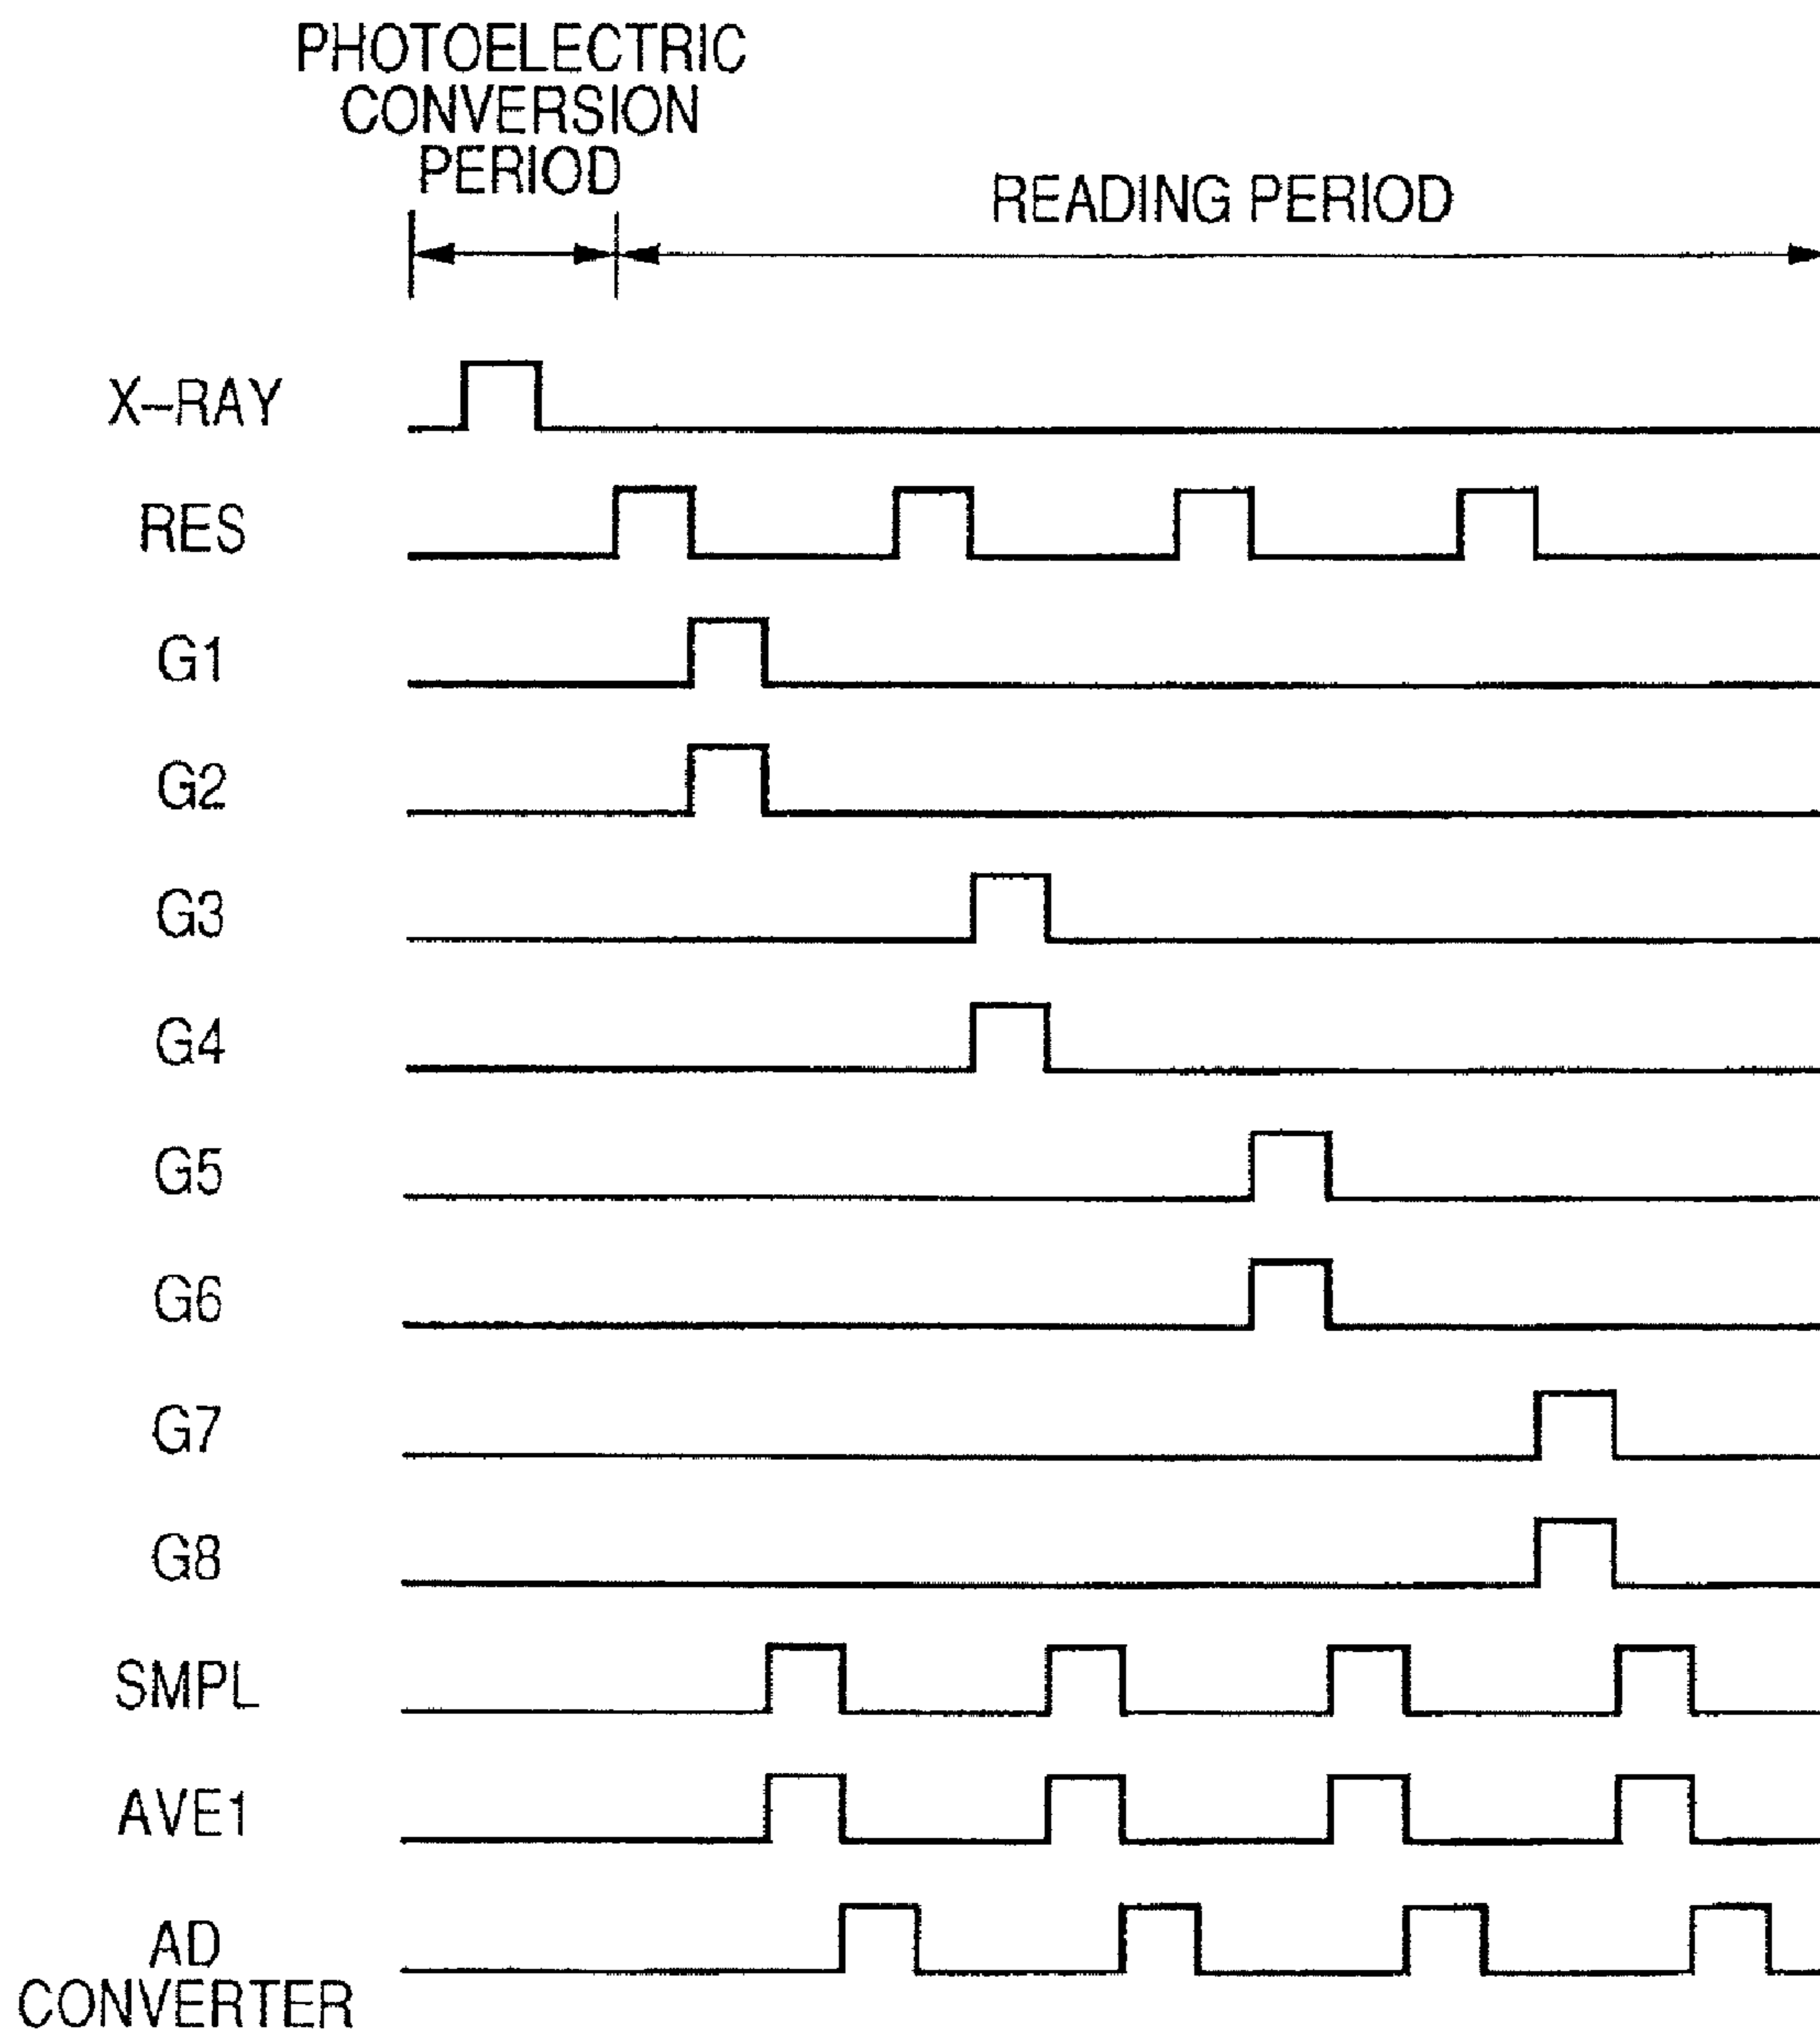 PHOTOELECTRIC
CONVERSION
PERIOD
READING PERIOD
X-RAY
RES
G1
G2
G3
G4
G5
G6
G7
G8
SMPL
AVE1
AD
CONVERTER